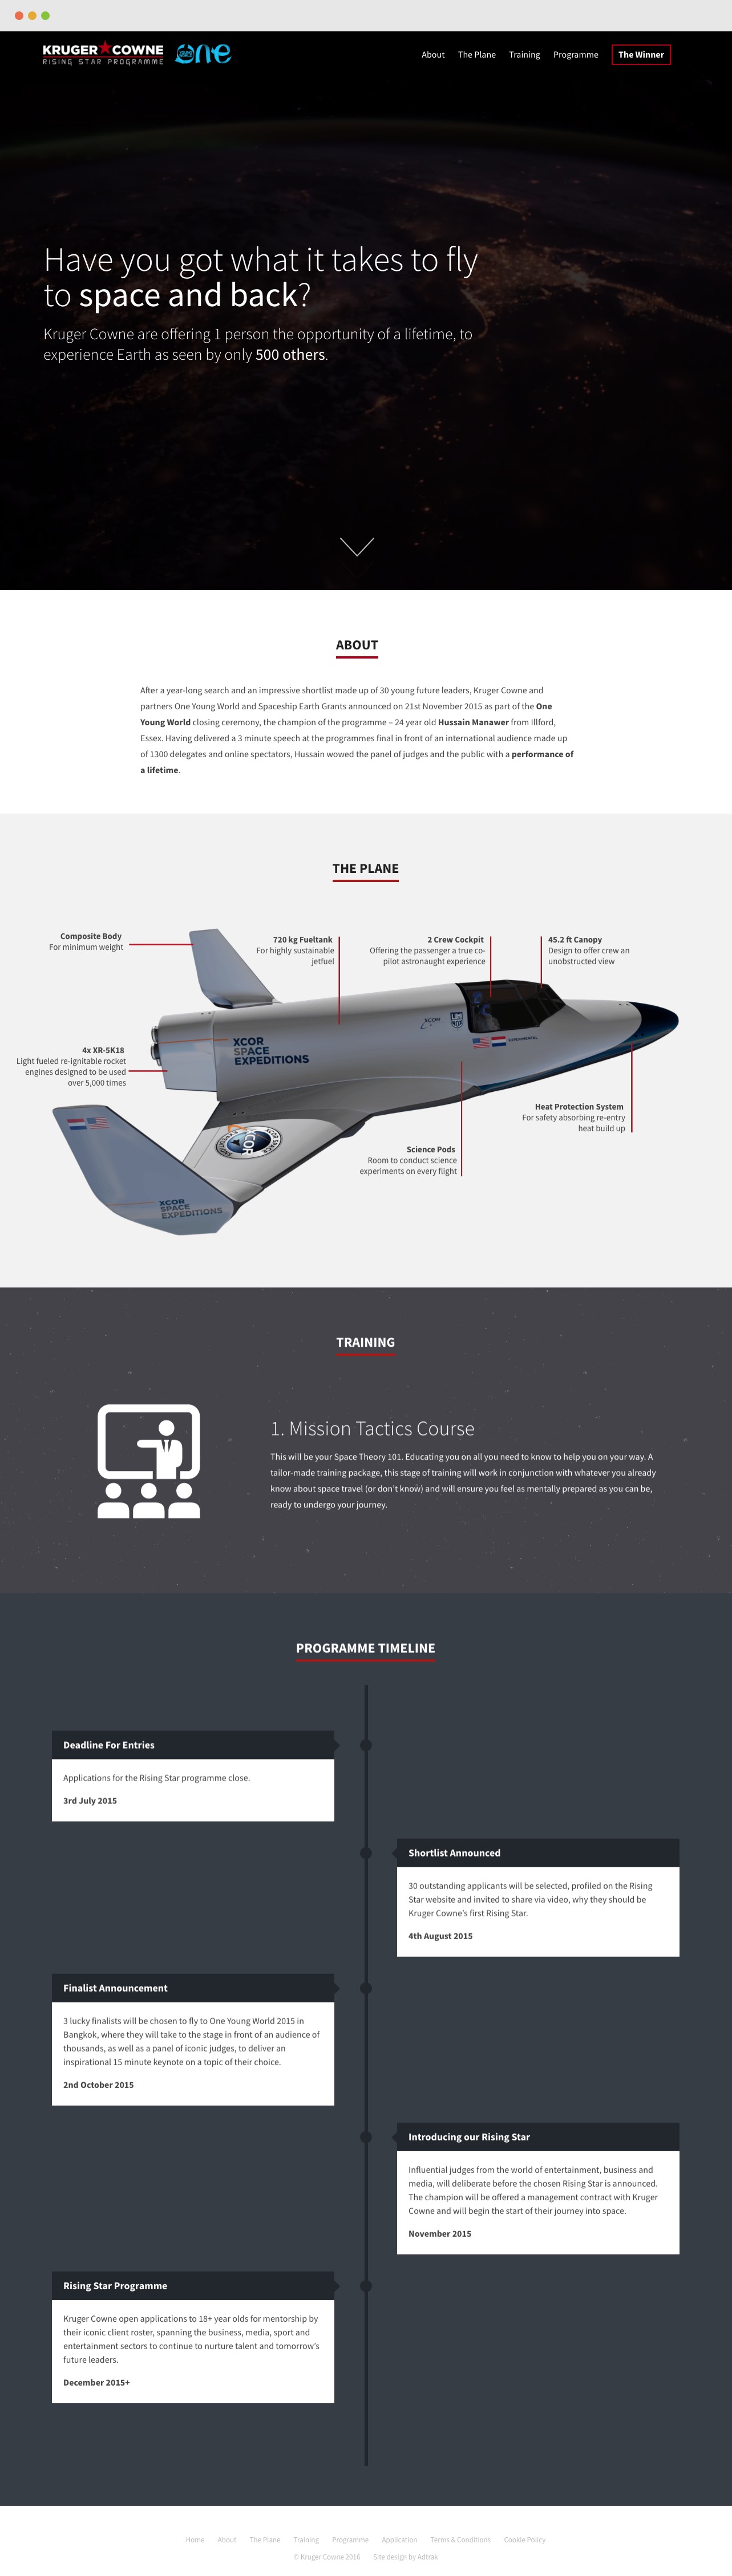 KRUGER★COWNE
RISING STAR PROGRAMME
one
About
The Plane
Training
Programme
The Winner
Have you got what it takes to fly
to space and back?
Kruger Cowne are offering 1 person the opportunity of a lifetime, to
experience Earth as seen by only 500 others.
ABOUT
After a year-long search and an impressive shortlist made up of 30 young future leaders, Kruger Cowne and
partners One Young World and Spaceship Earth Grants announced on 21st November 2015 as part of the One
Young World closing ceremony, the champion of the programme – 24 year old Hussain Manawer from Illford,
Essex. Having delivered a 3 minute speech at the programmes final in front of an international audience made up
of 1300 delegates and online spectators, Hussain wowed the panel of judges and the public with a performance of
a lifetime.
THE PLANE
Composite Body
For minimum weight
720 kg Fueltank
For highly sustainable
jetfuel
2 Crew Cockpit
Offering the passenger a true co-
pilot astronaught experience
45.2 ft Canopy
Design to offer crew an
unobstructed view
4x XR-5K18
Light fueled re-ignitable rocket
engines designed to be used
over 5,000 times
XCOR
SPACE
EXPEDITIONS
XCOR
EXPERIMENTAL
Heat Protection System
For safety absorbing re-entry
heat build up
Science Pods
Room to conduct science
experiments on every flight
XCOR
XCOR
SPACE
EXPEDITIONS
TRAINING
1. Mission Tactics Course
This will be your Space Theory 101. Educating you on all you need to know to help you on your way. A
tailor-made training package, this stage of training will work in conjunction with whatever you already
know about space travel (or don't know) and will ensure you feel as mentally prepared as you can be,
ready to undergo your journey.
PROGRAMME TIMELINE
Deadline For Entries
Applications for the Rising Star programme close.
3rd July 2015
Shortlist Announced
30 outstanding applicants will be selected, profiled on the Rising
Star website and invited to share via video, why they should be
Kruger Cowne's first Rising Star.
4th August 2015
Finalist Announcement
3 lucky finalists will be chosen to fly to One Young World 2015 in
Bangkok, where they will take to the stage in front of an audience of
thousands, as well as a panel of iconic judges, to deliver an
inspirational 15 minute keynote on a topic of their choice.
2nd October 2015
Introducing our Rising Star
Influential judges from the world of entertainment, business and
media, will deliberate before the chosen Rising Star is announced.
The champion will be offered a management contract with Kruger
Cowne and will begin the start of their journey into space.
November 2015
Rising Star Programme
Kruger Cowne open applications to 18+ year olds for mentorship by
their iconic client roster, spanning the business, media, sport and
entertainment sectors to continue to nurture talent and tomorrow's
future leaders.
December 2015+
Home
About
The Plane
Training
Programme
Application
Terms & Conditions
Cookie Policy
© Kruger Cowne 2016
Site design by Adtrak